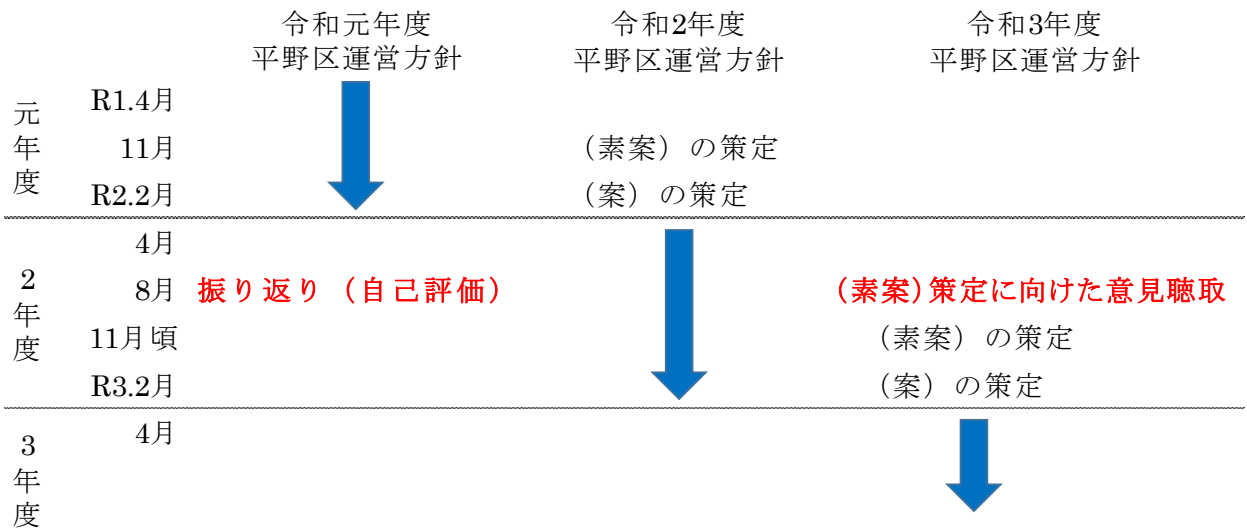 令和元年度 令和2年度 令和3年度
平野区運営方針 平野区運営方針 平野区運営方針
元年度
R1.4月
11月 （素案）の策定
R2.2月 （案）の策定
2年度
4月
8月 振り返り（自己評価） （素案）策定に向けた意見聴取
11月頃 （素案）の策定
R3.2月 （案）の策定
3年度
4月